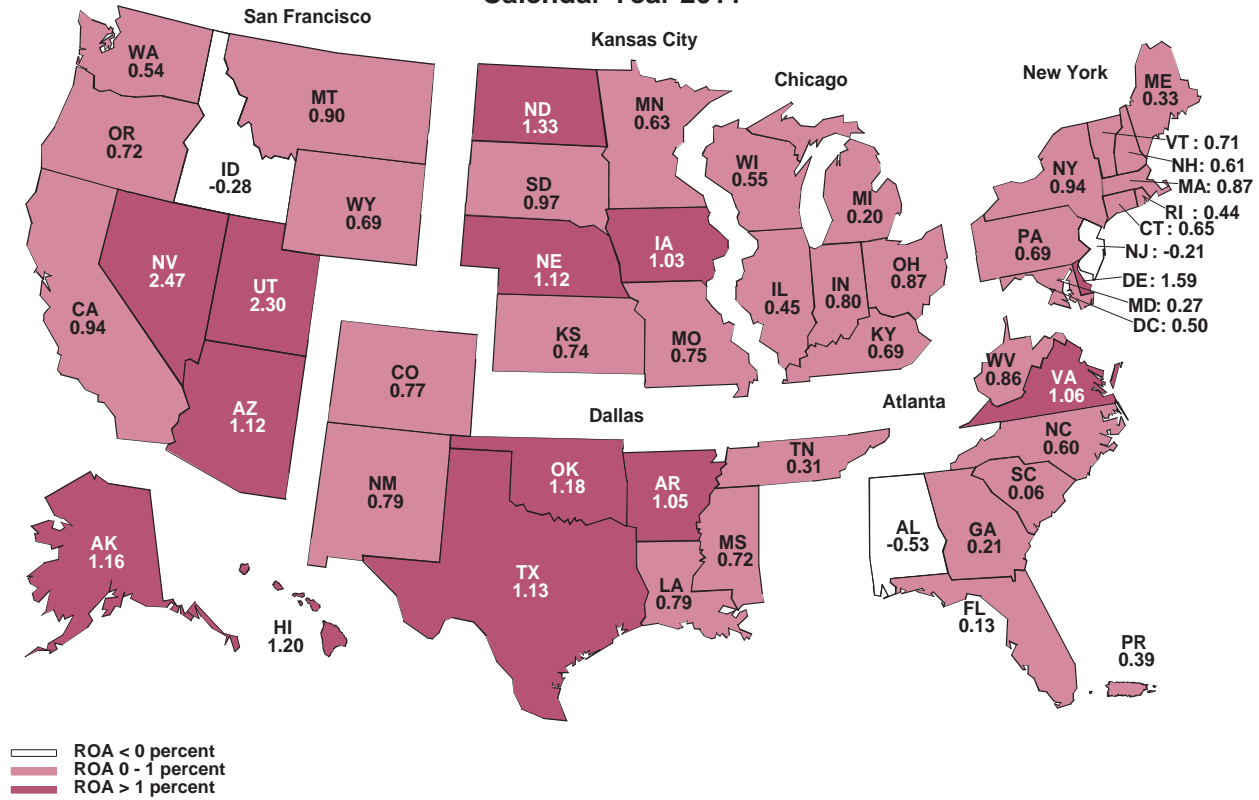 Calendar Year 2011
San Francisco
Kansas City
Chicago
New York
WA
0.54
MT
0.90
OR
0.72
ID
-0.28
WY
0.69
NV
2.47
UT
2.30
CA
0.94
AZ
1.12
AK
1.16
HI
1.20
ND
1.33
MN
0.63
SD
0.97
NE
1.12
IA
1.03
KS
0.74
MO
0.75
WI
0.55
MI
0.20
IL
0.45
IN
0.80
OH
0.87
KY
0.69
ME
0.33
VT : 0.71
NH: 0.61
MA: 0.87
RI : 0.44
CT : 0.65
NJ : -0.21
DE: 1.59
MD: 0.27
DC: 0.50
NY
0.94
PA
0.69
Dallas
CO
0.77
NM
0.79
OK
1.18
AR
1.05
TX
1.13
LA
0.79
MS
0.72
TN
0.31
Atlanta
WV
0.86
VA
1.06
NC
0.60
SC
0.06
AL
-0.53
GA
0.21
FL
0.13
PR
0.39
ROA < 0 percent
ROA 0 - 1 percent
ROA > 1 percent